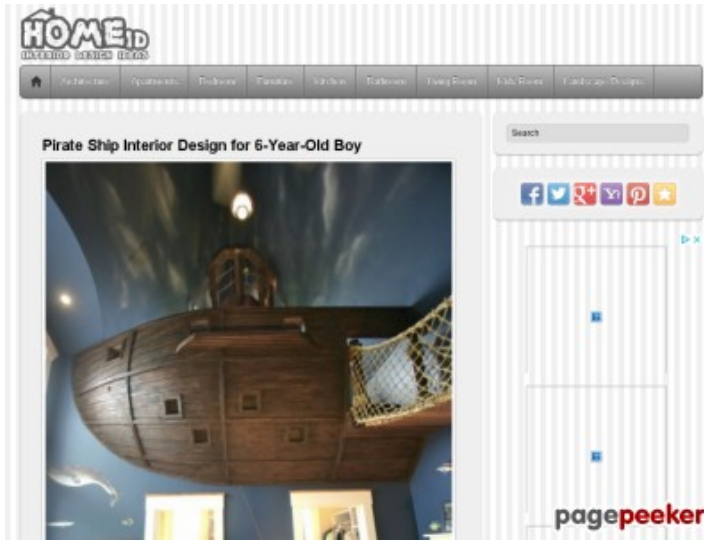 HOME ID
INTERIOR DESIGN IDEAS
Architecture Apartments Bedroom Furniture Kitchen Bathroom Living Room Kids Room Landscape Designs
Search
Pirate Ship Interior Design for 6-Year-Old Boy
pagepeeker